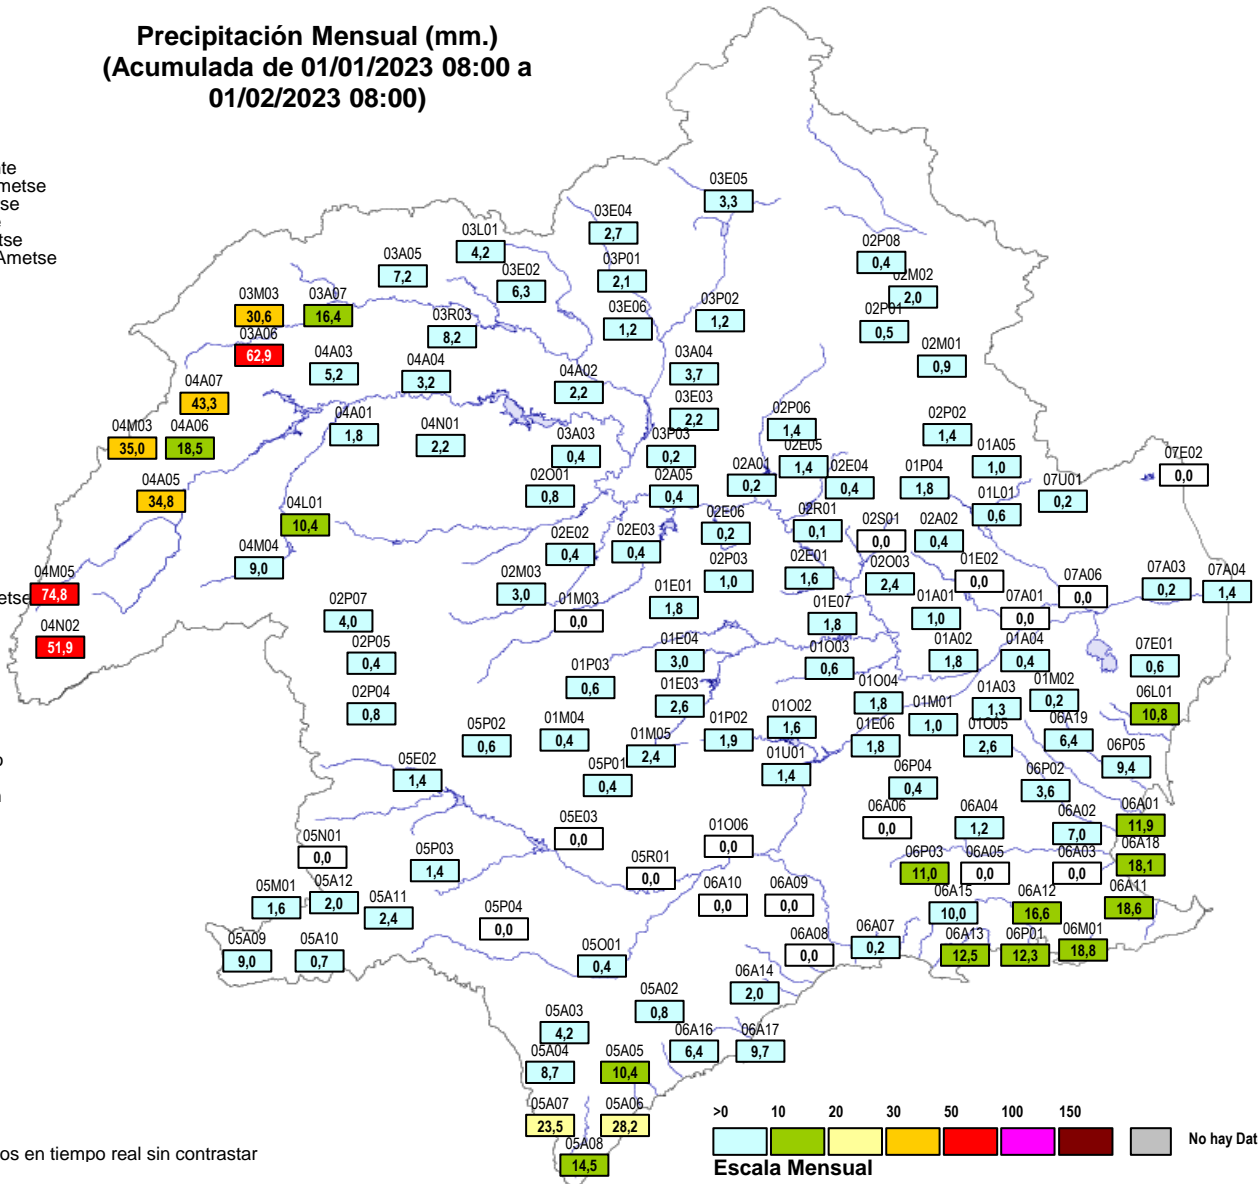 Precipitación Mensual (mm.)
(Acumulada de 01/01/2023 08:00 a
01/02/2023 08:00)
03E05
3,3
03E04
2,7
03L01
4,2
03A05
7,2
03E02
6,3
03P01
2,1
02P08
0,4
02M02
2,0
03M03
30,6
03A07
16,4
03R03
8,2
03E06
1,2
03P02
1,2
02P01
0,5
03A06
62,9
04A03
5,2
04A04
3,2
04A02
2,2
03A04
3,7
02M01
0,9
04A07
43,3
03E03
2,2
04M03
35,0
04A06
18,5
04A01
1,8
04N01
2,2
03A03
0,4
03P03
0,2
02P06
1,4
02P02
1,4
02E05
1,4
01A05
1,0
07E02
0,0
04A05
34,8
02O01
0,8
02A05
0,4
02A01
0,2
02E04
0,4
01P04
1,8
07U01
0,2
04L01
10,4
01L01
0,6
02E06
0,2
02R01
0,1
02S01
0,0
02A02
0,4
04M04
9,0
02E02
0,4
02E03
0,4
04M05
74,8
02M03
3,0
02P03
1,0
02E01
1,6
02O03
2,4
01E02
0,0
07A06
0,0
07A03
0,2
07A04
1,4
etse
02P07
4,0
01M03
0,0
01E01
1,8
01E07
1,8
01A01
1,0
07A01
0,0
04N02
51,9
02P05
0,4
01E04
3,0
01O03
0,6
01A02
1,8
01A04
0,4
07E01
0,6
01P03
0,6
01E03
2,6
01O04
1,8
01A03
1,3
01M02
0,2
06L01
10,8
02P04
0,8
05P02
0,6
01M04
0,4
01M05
2,4
01P02
1,9
01O02
1,6
01E06
1,8
01M01
1,0
01O05
2,6
06A19
6,4
06P05
9,4
05E02
1,4
05P01
0,4
01U01
1,4
06P04
0,4
06P02
3,6
05E03
0,0
01O06
0,0
06A06
0,0
06A04
1,2
06A02
7,0
06A01
11,9
05N01
0,0
05P03
1,4
05R01
0,0
06P03
11,0
06A05
0,0
06A03
0,0
06A18
18,1
05M01
1,6
05A12
2,0
05A11
2,4
05P04
0,0
06A10
0,0
06A09
0,0
06A15
10,0
06A12
16,6
06A11
18,6
05A09
9,0
05A10
0,7
05O01
0,4
06A08
0,0
06A07
0,2
06A13
12,5
06P01
12,3
06M01
18,8
05A02
0,8
06A14
2,0
05A03
4,2
06A16
6,4
06A17
9,7
05A04
8,7
05A05
10,4
05A07
23,5
05A06
28,2
05A08
14,5
os en tiempo real sin contrastar
>0 10 20 30 50 100 150
No hay Dat
Escala Mensual